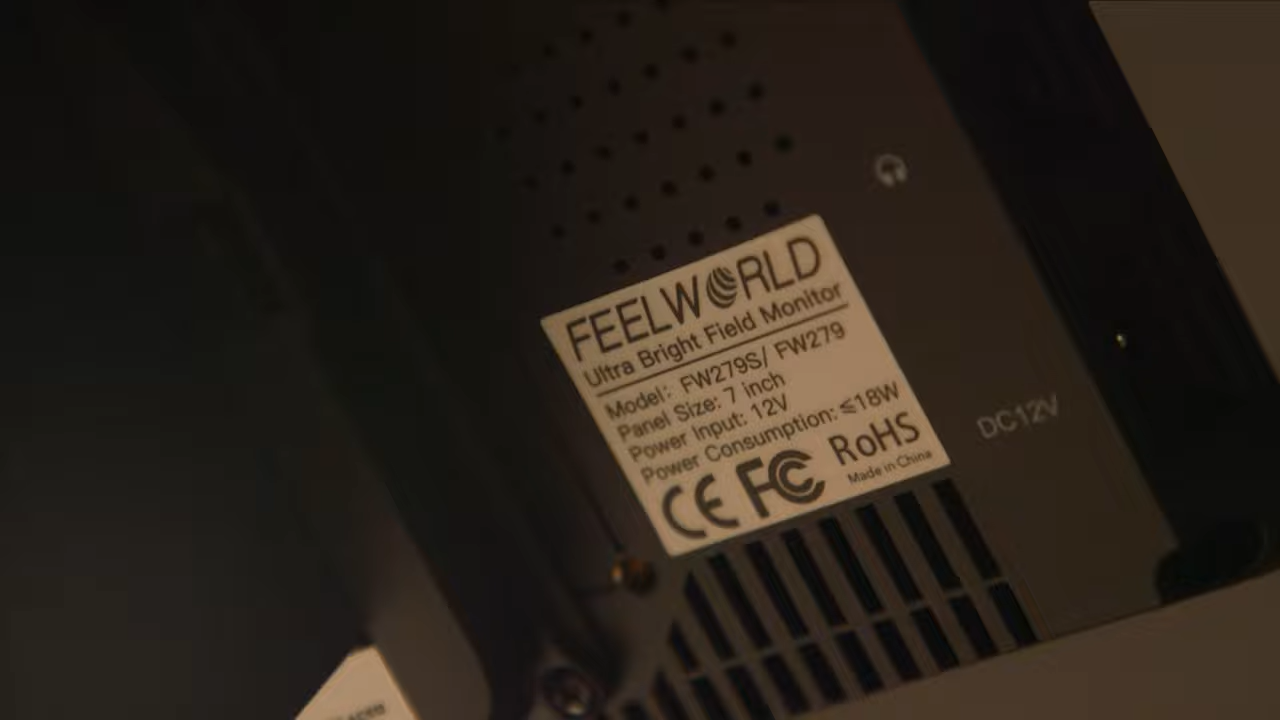 FEELWORLD
Ultra Bright Field Monitor
Model: FW279S/ FW279
Panel Size: 7 inch
Power Input: 12V
Power Consumption: ≤18W
CE FC RoHS
Made in China
DC12V